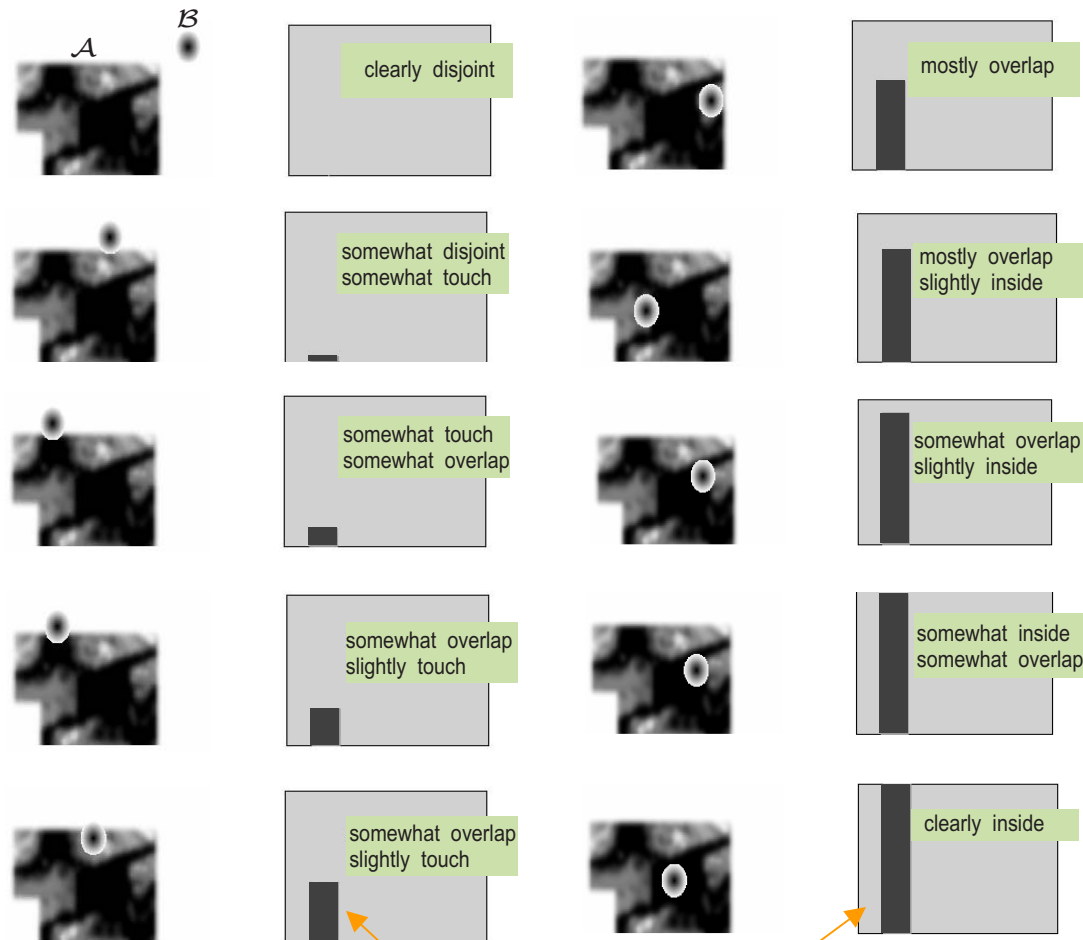 A
B
clearly disjoint
mostly overlap
somewhat disjoint
somewhat touch
mostly overlap
slightly inside
somewhat touch
somewhat overlap
somewhat overlap
slightly inside
somewhat overlap
slightly touch
somewhat inside
somewhat overlap
somewhat overlap
slightly touch
clearly inside